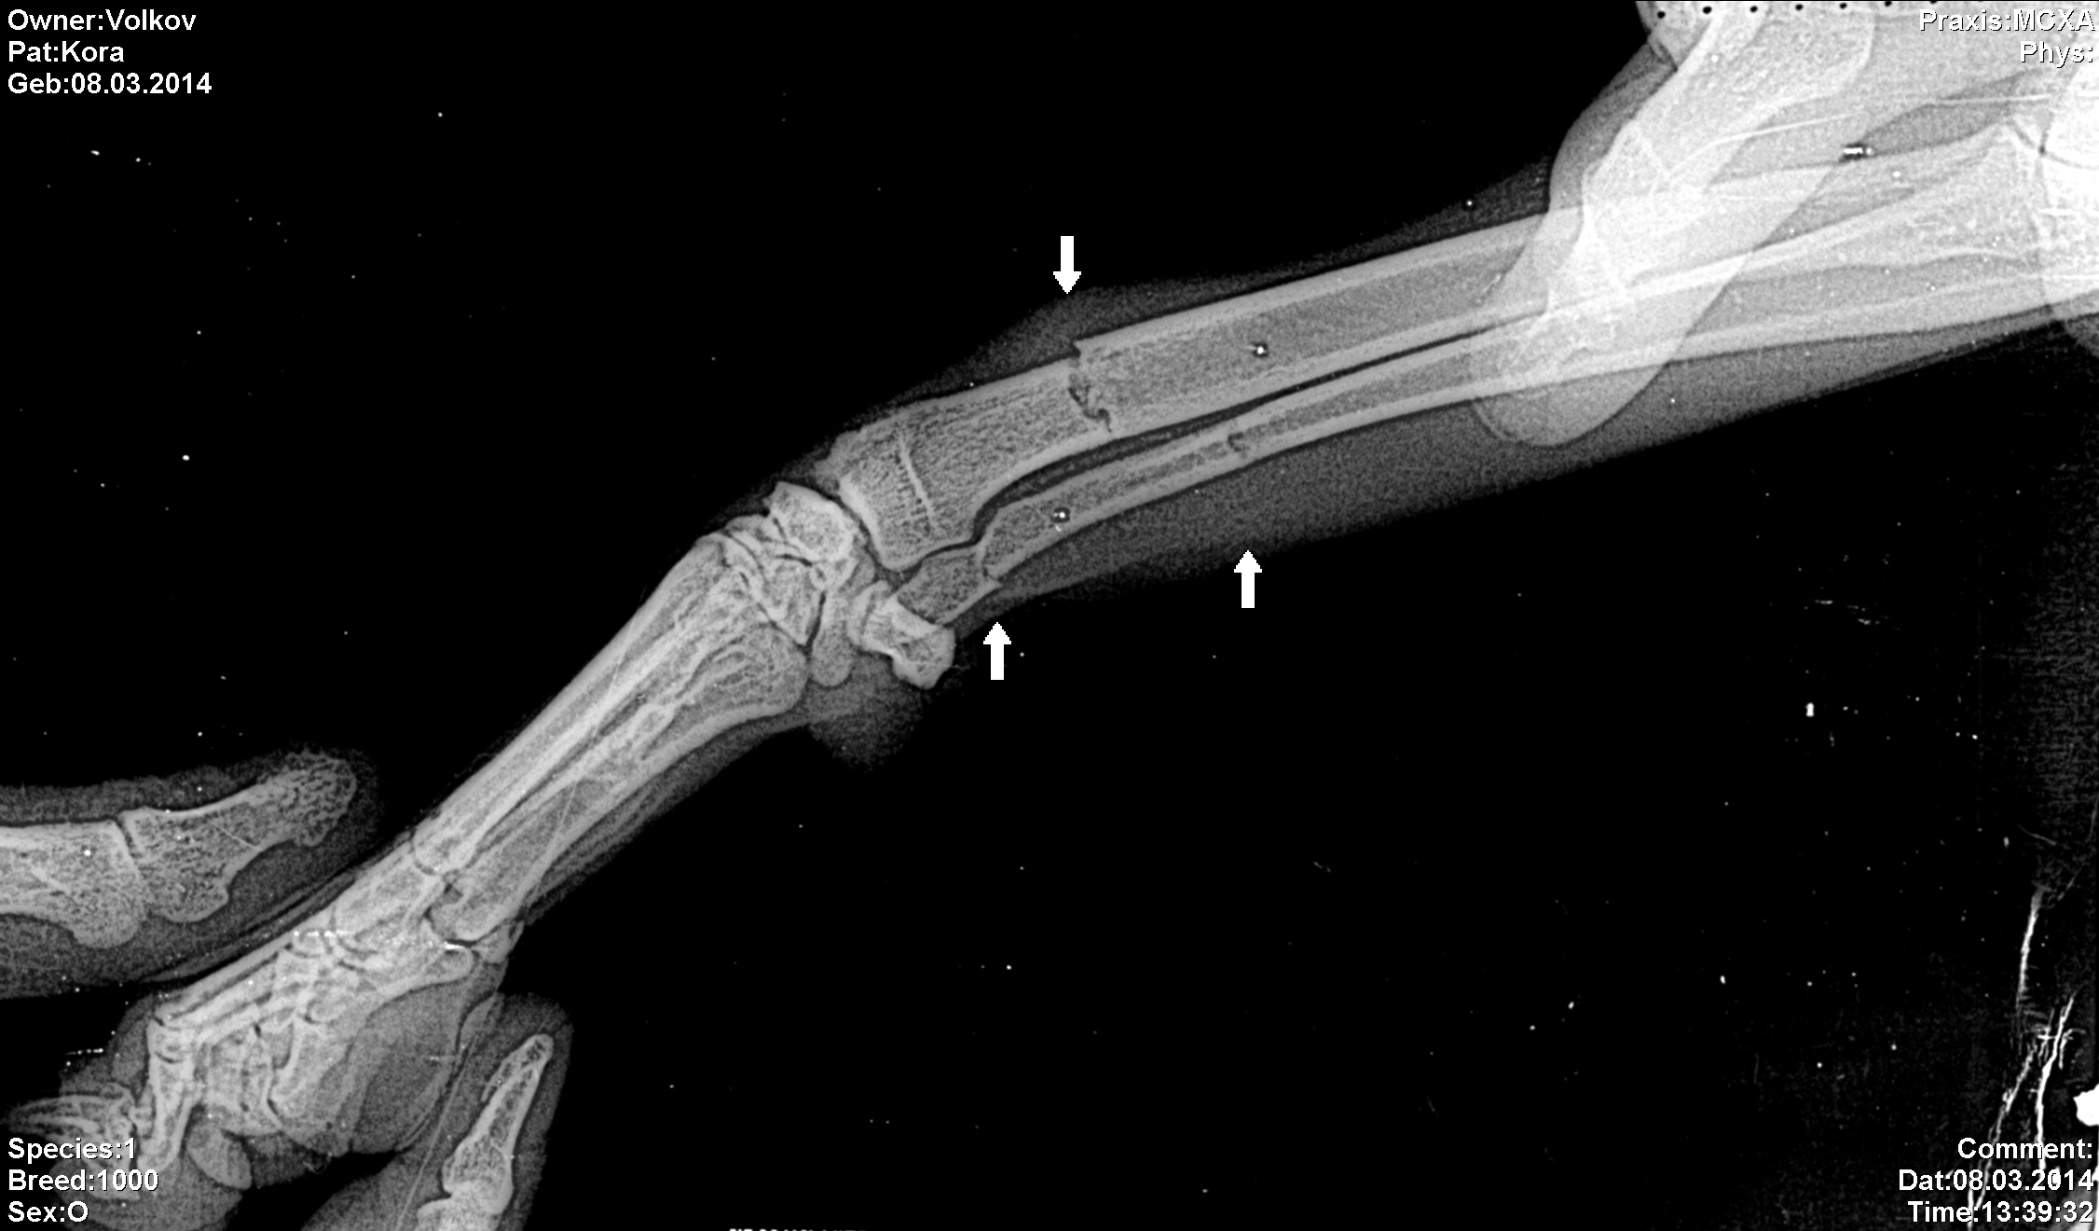 Owner:Volkov
Pat:Kora
Geb:08.03.2014
Praxis:MCXA
Phys:
Species:1
Breed:1000
Sex:O
Comment:
Dat:08.03.2014
Time:13:39:32